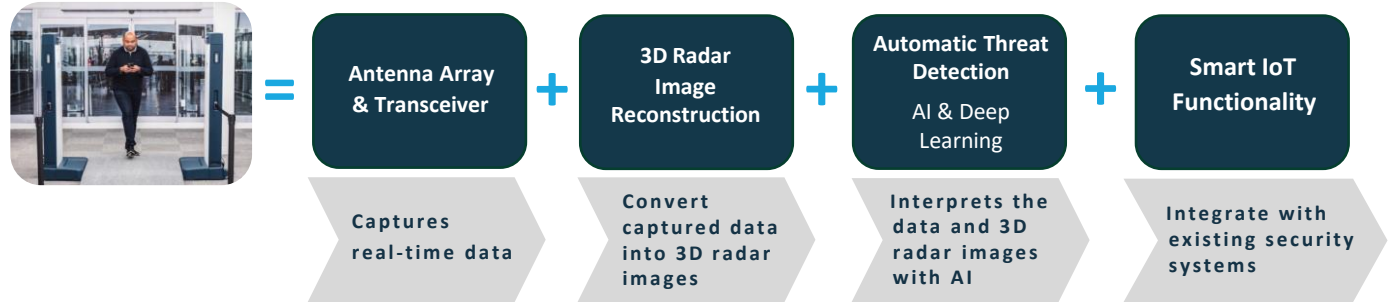 =
Antenna Array
& Transceiver
+
3D Radar
Image
Reconstruction
+
Automatic Threat
Detection
AI & Deep
Learning
+
Smart IoT
Functionality
Captures
real-time data
Convert
captured data
into 3D radar
images
Interprets the
data and 3D
radar images
with AI
Integrate with
existing security
systems